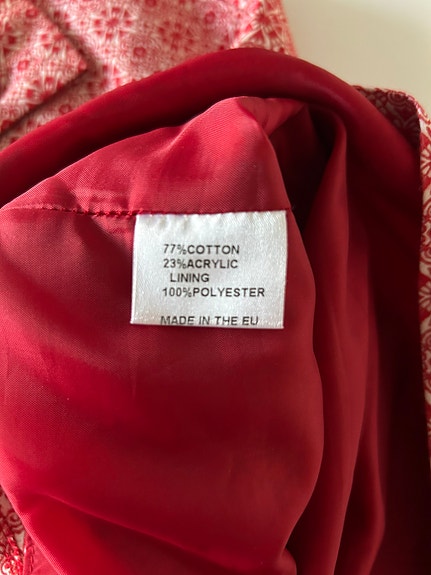 77%COTTON
23%ACRYLIC
LINING
100%POLYESTER
MADE IN THE EU